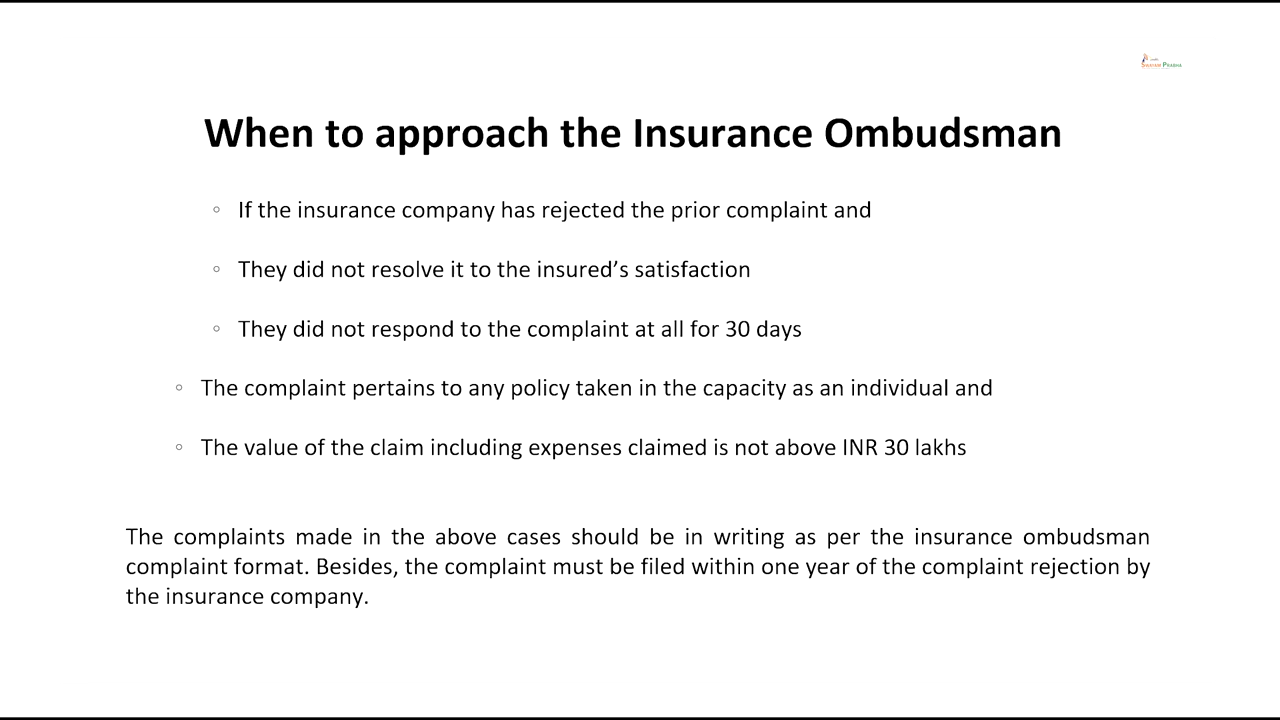 SWAYAM PRABHA
When to approach the Insurance Ombudsman
◦ If the insurance company has rejected the prior complaint and
◦ They did not resolve it to the insured’s satisfaction
◦ They did not respond to the complaint at all for 30 days
◦ The complaint pertains to any policy taken in the capacity as an individual and
◦ The value of the claim including expenses claimed is not above INR 30 lakhs
The complaints made in the above cases should be in writing as per the insurance ombudsman
complaint format. Besides, the complaint must be filed within one year of the complaint rejection by
the insurance company.